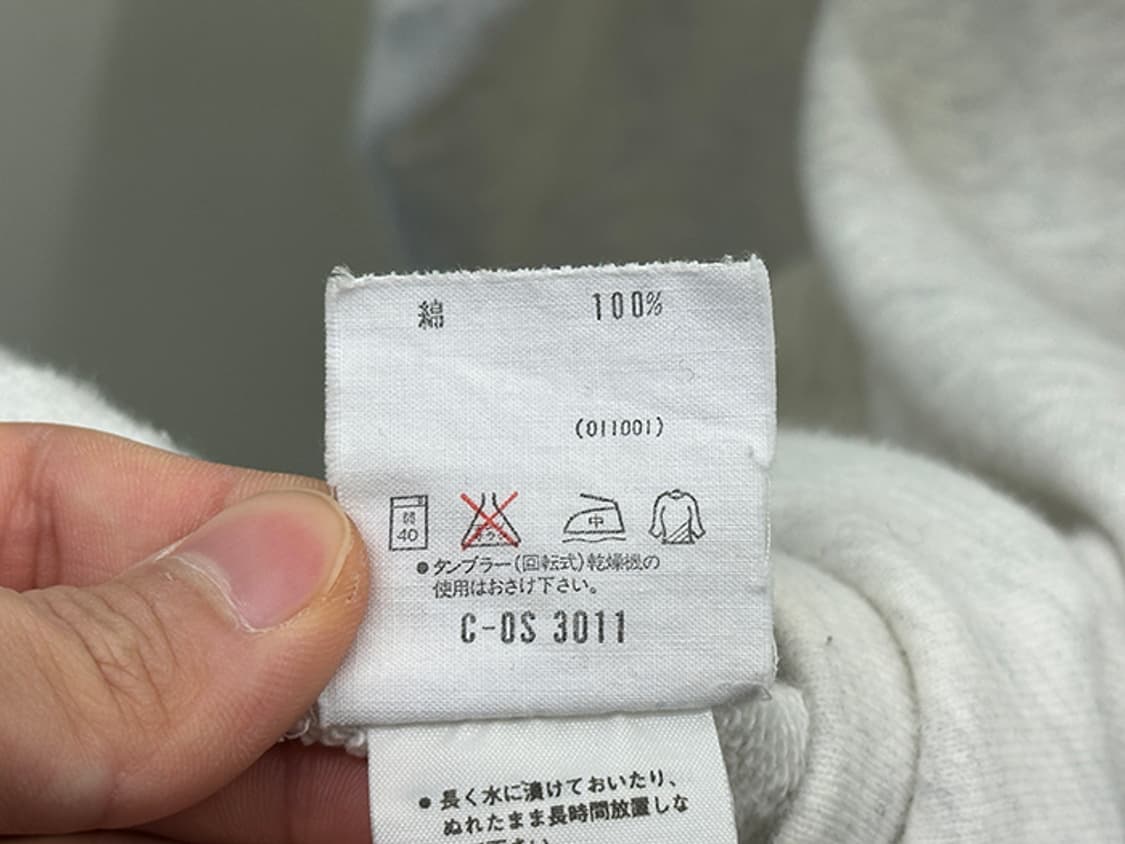 綿 100%
(011001)
弱
40
中
●タンブラー(回転式)乾燥機の
使用はおさけ下さい。
C-OS 3011
●長く水に漬けておいたり、
ぬれたまま長時間放置しな